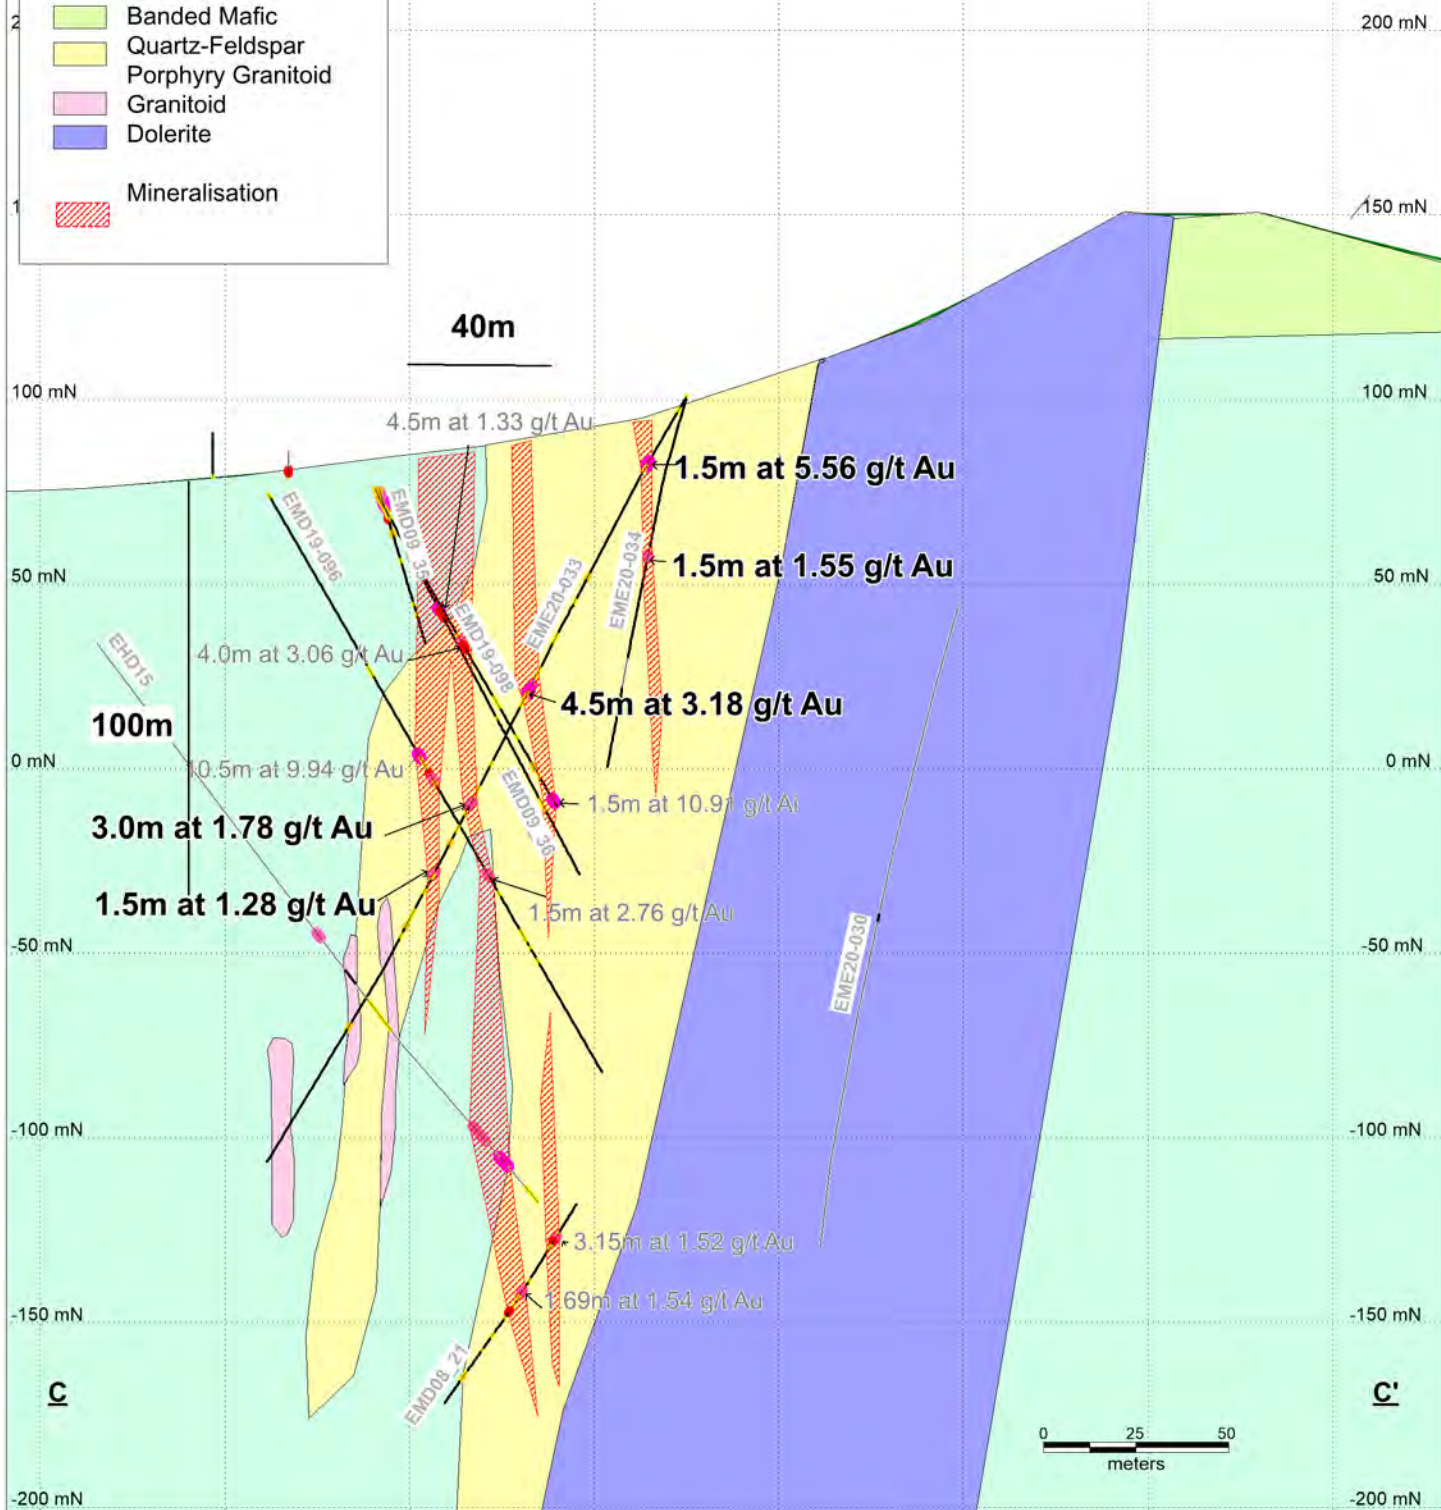 Banded Mafic
Quartz-Feldspar
Porphyry Granitoid
Granitoid
Dolerite
Mineralisation
200 mN
150 mN
40m
100 mN
100 mN
4.5m at 1.33 g/t Au
1.5m at 5.56 g/t Au
EMD19-096
EMD09_35
EME20-033
EME20-034
1.5m at 1.55 g/t Au
50 mN
50 mN
EHD15
4.0m at 3.06 g/t Au
EMD19-098
4.5m at 3.18 g/t Au
100m
10.5m at 9.94 g/t Au
0 mN
EMD09_36
1.5m at 10.91 g/t A
3.0m at 1.78 g/t Au
1.5m at 1.28 g/t Au
1.5m at 2.76 g/t Au
-50 mN
-50 mN
EME20-030
-100 mN
-100 mN
3.15m at 1.52 g/t Au
1.69m at 1.54 g/t Au
-150 mN
-150 mN
EMD08_21
C
C'
0 25 50
meters
-200 mN
-200 mN
0 mN